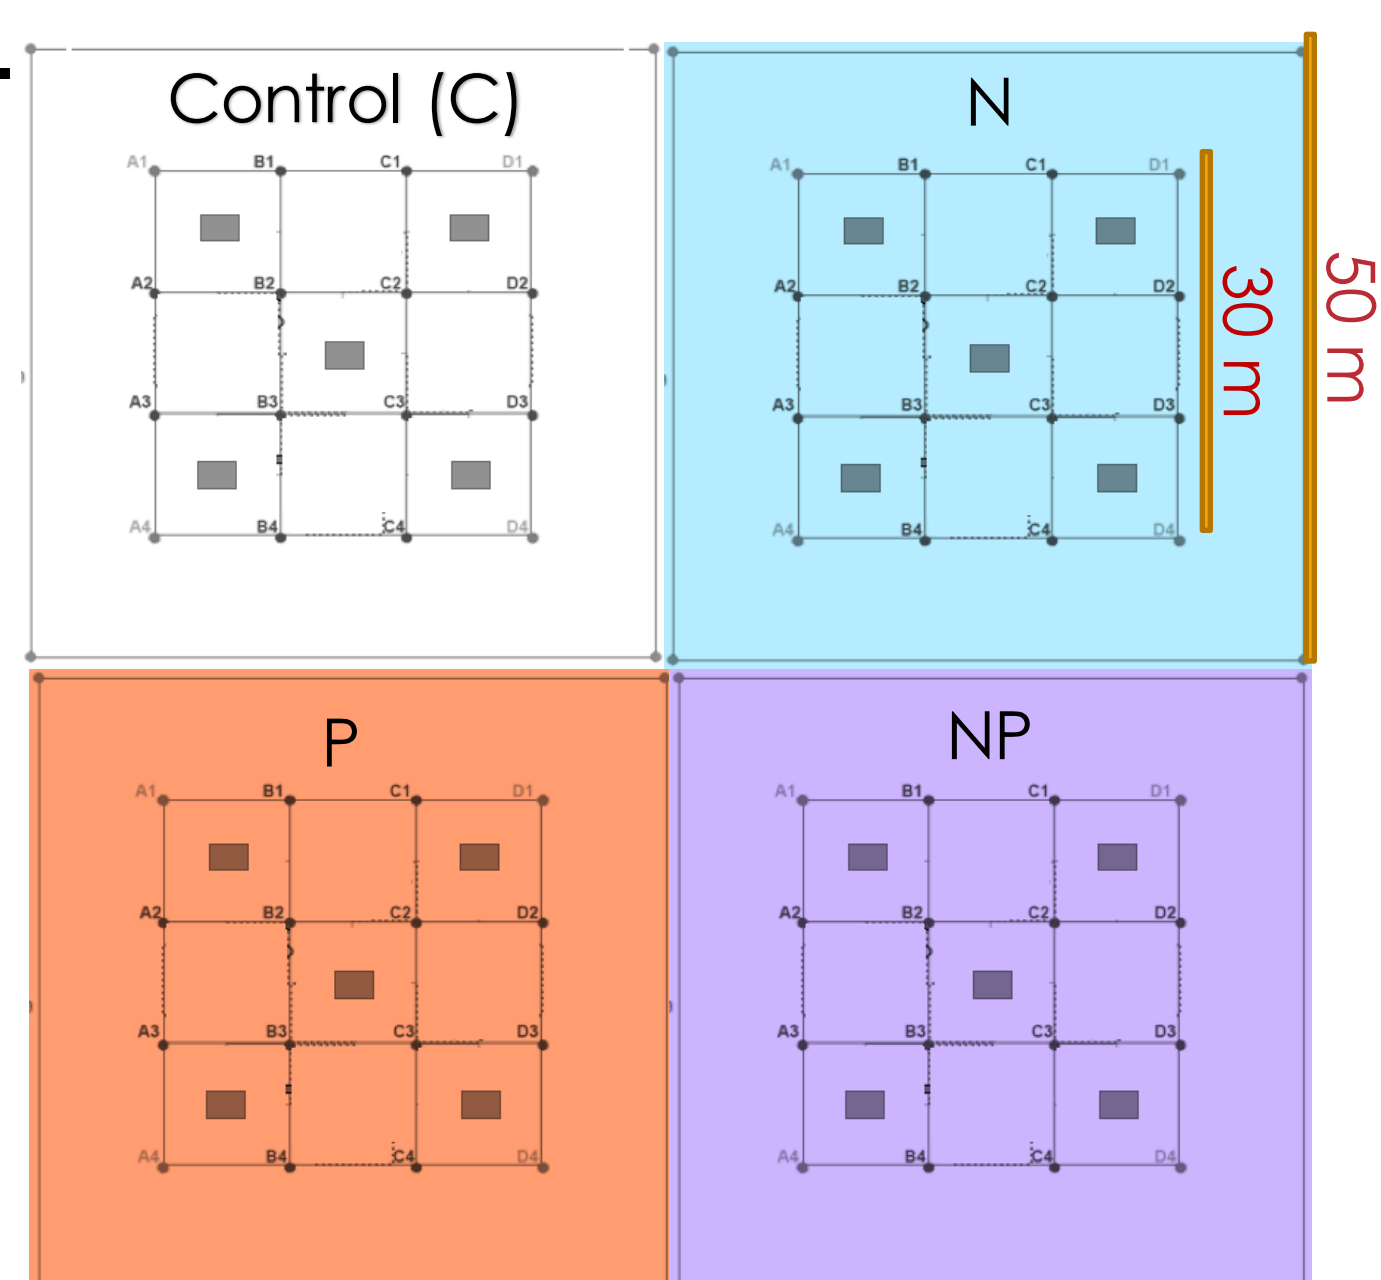 Control (C)
A1 B1 C1 D1
A2 B2 C2 D2
A3 B3 C3 D3
A4 B4 C4 D4
N
A1 B1 C1 D1
A2 B2 C2 D2
A3 B3 C3 D3
A4 B4 C4 D4
30 m
50 m
P
A1 B1 C1 D1
A2 B2 C2 D2
A3 B3 C3 D3
A4 B4 C4 D4
NP
A1 B1 C1 D1
A2 B2 C2 D2
A3 B3 C3 D3
A4 B4 C4 D4